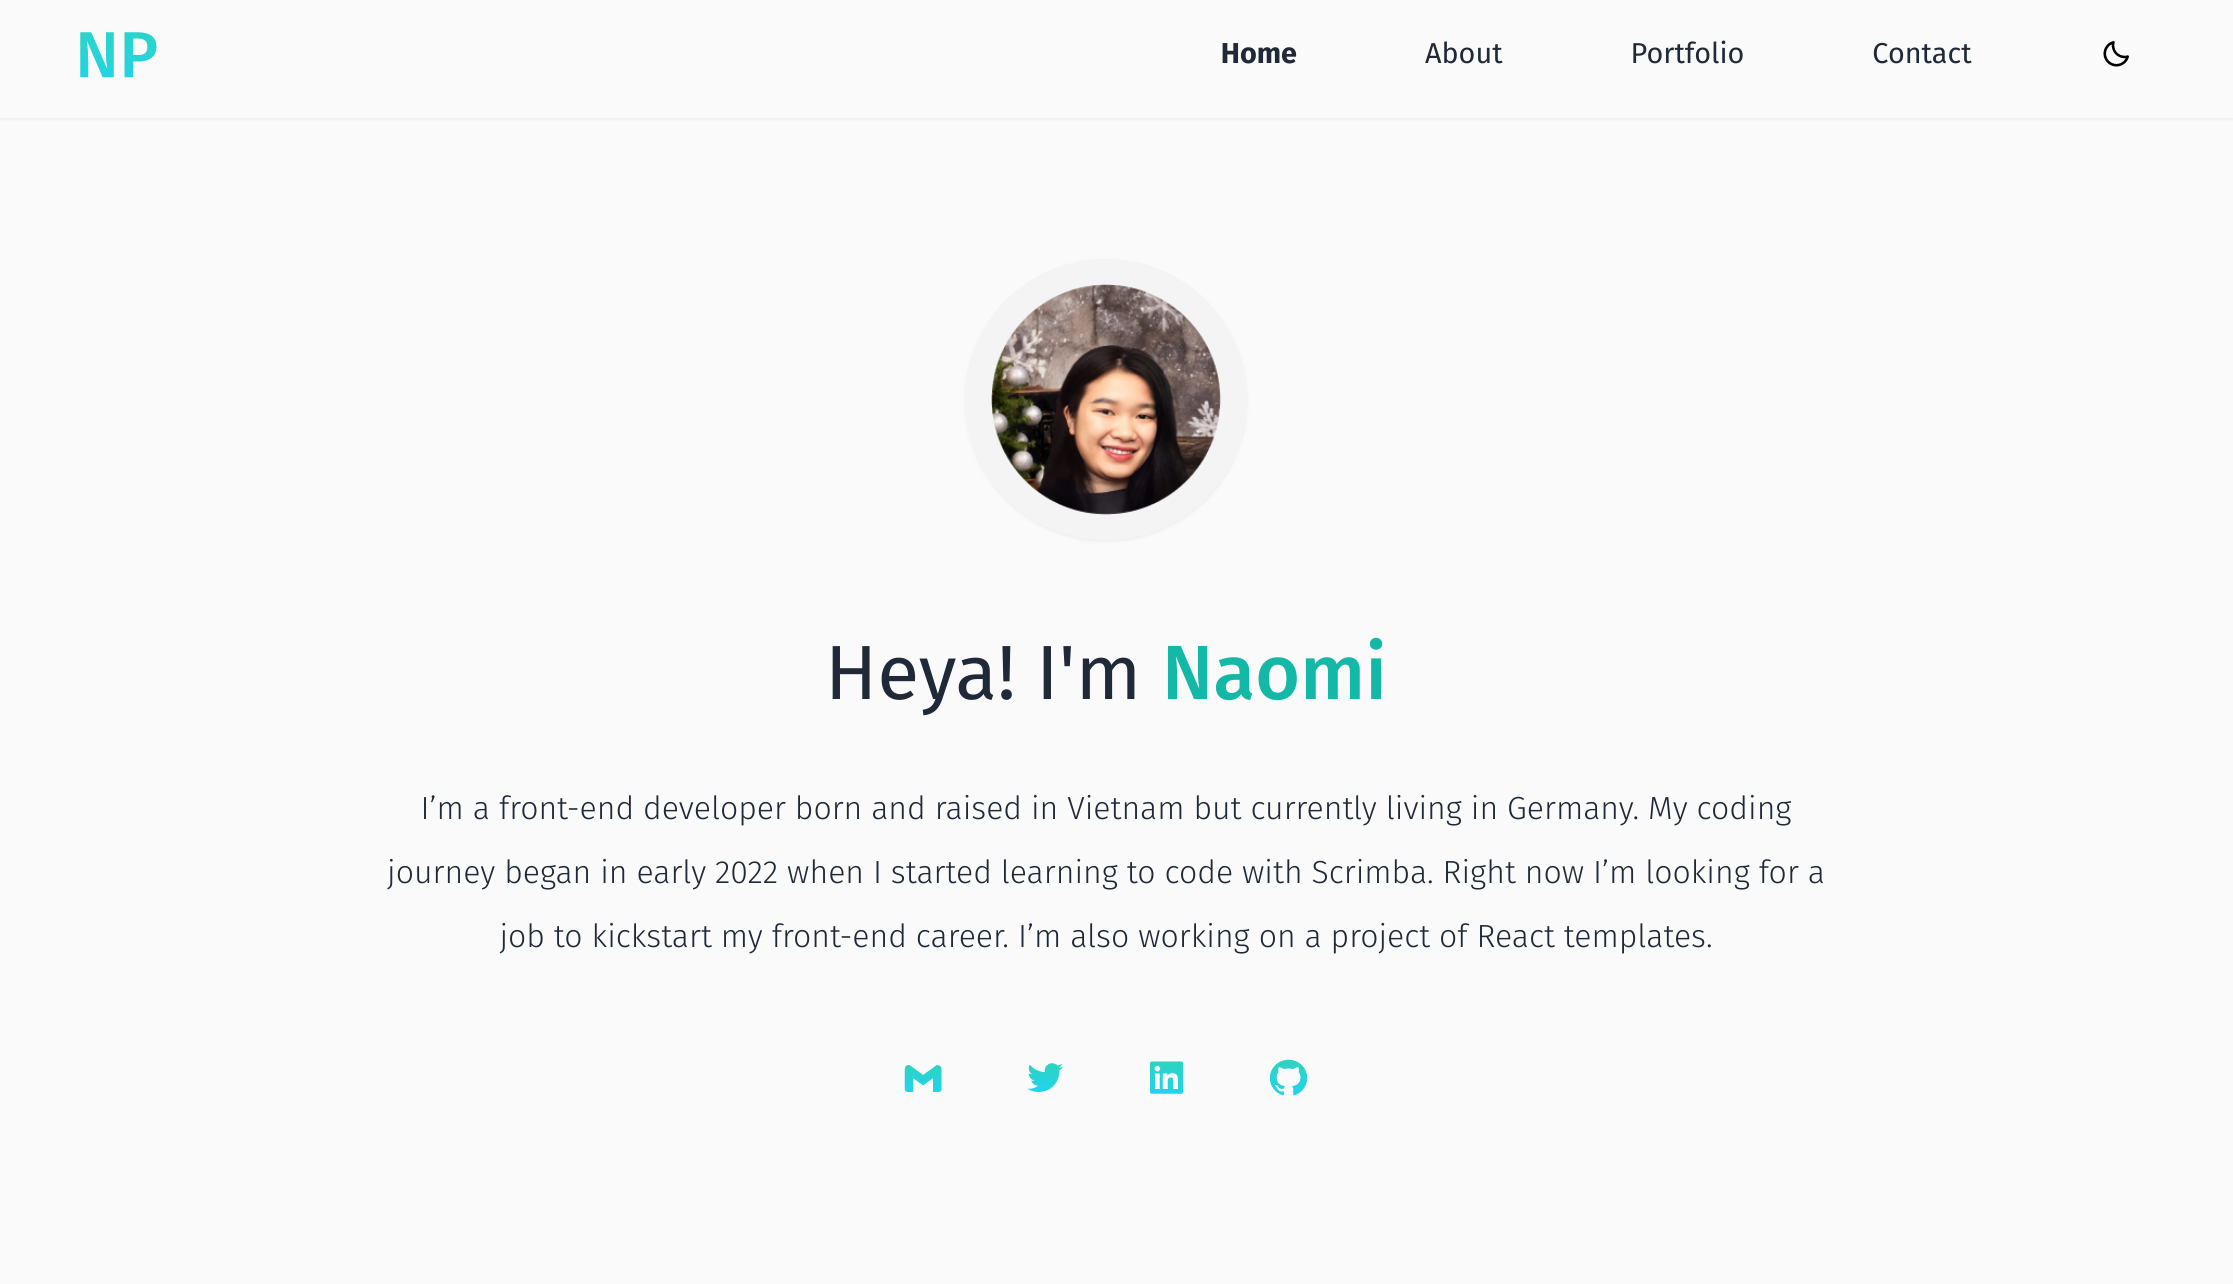 NP
Home About Portfolio Contact
Heya! I'm Naomi
I’m a front-end developer born and raised in Vietnam but currently living in Germany. My coding
journey began in early 2022 when I started learning to code with Scrimba. Right now I’m looking for a
job to kickstart my front-end career. I’m also working on a project of React templates.
in